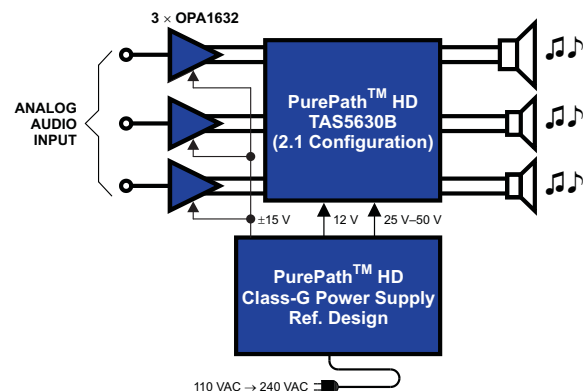 3 × OPA1632
ANALOG
AUDIO
INPUT
PurePath™ HD
TAS5630B
(2.1 Configuration)
±15 V
12 V
25 V–50 V
PurePath™ HD
Class-G Power Supply
Ref. Design
110 VAC → 240 VAC